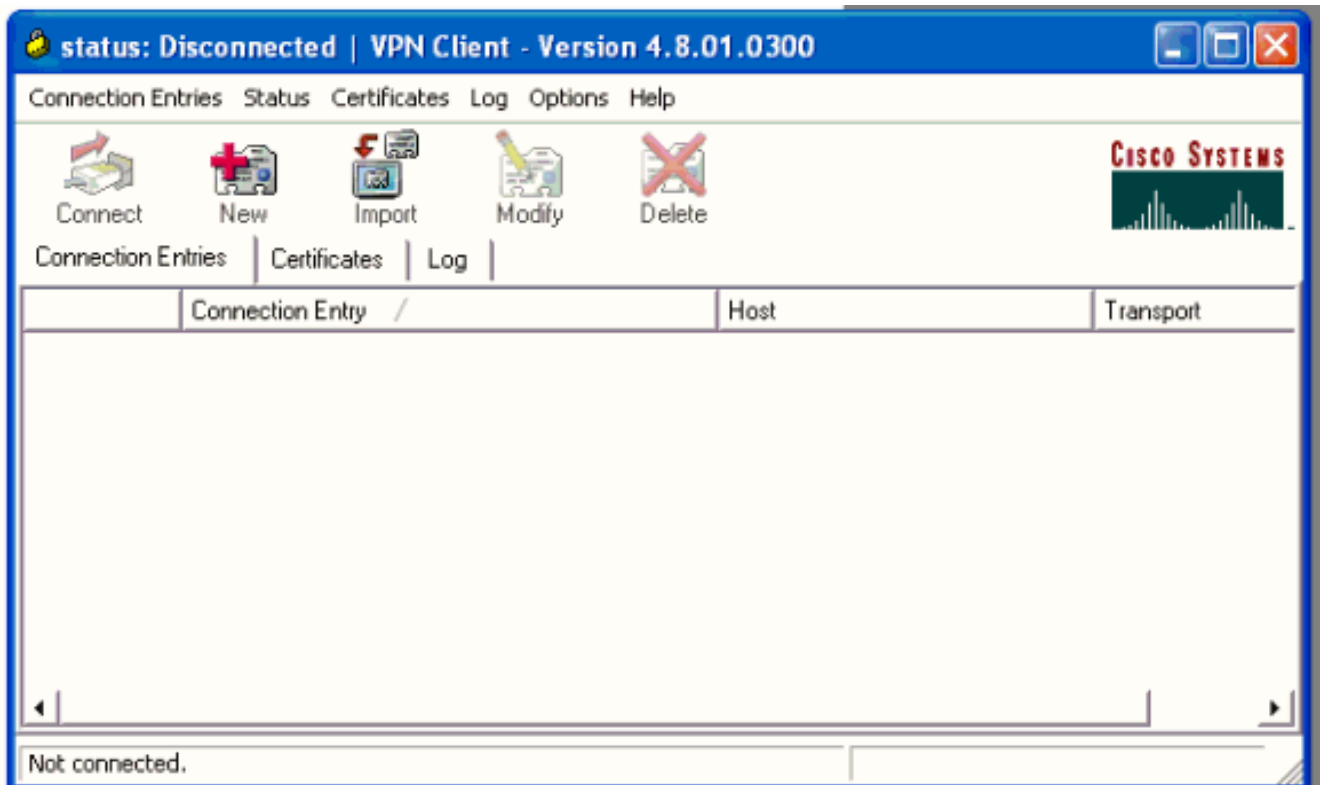 status: Disconnected | VPN Client - Version 4.8.01.0300
Connection Entries Status Certificates Log Options Help
CISCO SYSTEMS
Connect New Import Modify Delete
Connection Entries Certificates Log
Connection Entry Host Transport
Not connected.